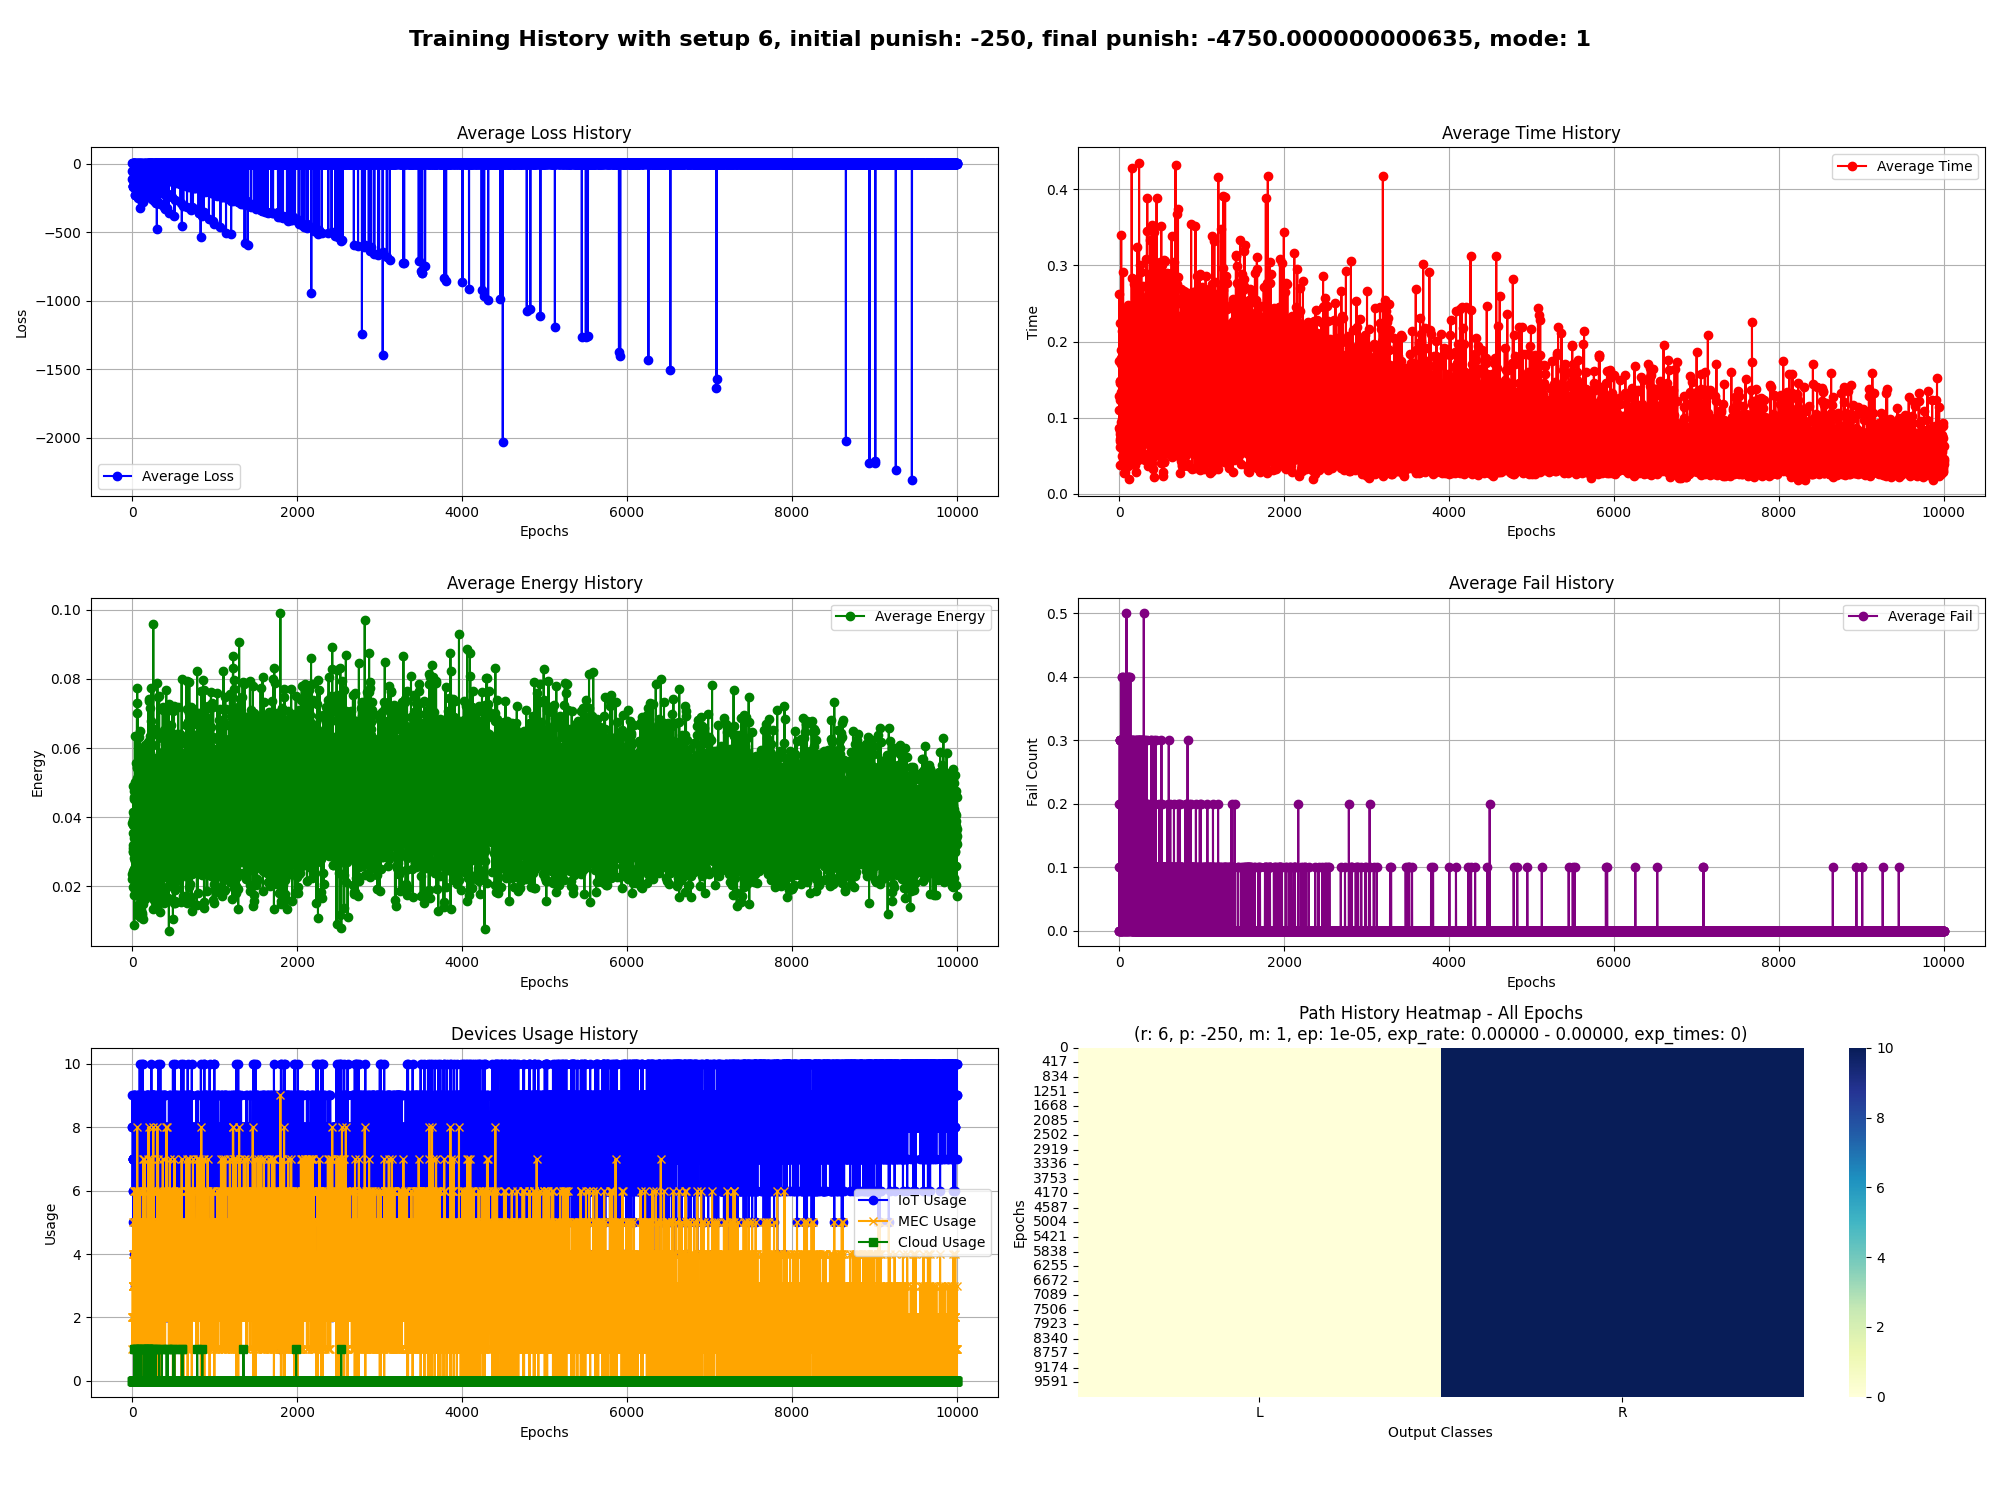 Training History with setup 6, initial punish: -250, final punish: -4750.000000000635, mode: 1
Average Loss History
0
−500
−1000
−1500
−2000
Loss
Average Loss
0 2000 4000 6000 8000 10000
Epochs
Average Time History
0.4
0.3
0.2
0.1
0.0
Time
Average Time
0 2000 4000 6000 8000 10000
Epochs
Average Energy History
0.10
0.08
0.06
0.04
0.02
Energy
Average Energy
0 2000 4000 6000 8000 10000
Epochs
Average Fail History
0.5
0.4
0.3
0.2
0.1
0.0
Fail Count
Average Fail
0 2000 4000 6000 8000 10000
Epochs
Devices Usage History
10
8
6
4
2
0
Usage
IoT Usage
MEC Usage
Cloud Usage
0 2000 4000 6000 8000 10000
Epochs
Path History Heatmap - All Epochs
(r: 6, p: -250, m: 1, ep: 1e-05, exp_rate: 0.00000 - 0.00000, exp_times: 0)
0
417
834
1251
1668
2085
2502
2919
3336
3753
4170
4587
5004
5421
5838
6255
6672
7089
7506
7923
8340
8757
9174
9591
Epochs
L R
Output Classes
10
8
6
4
2
0